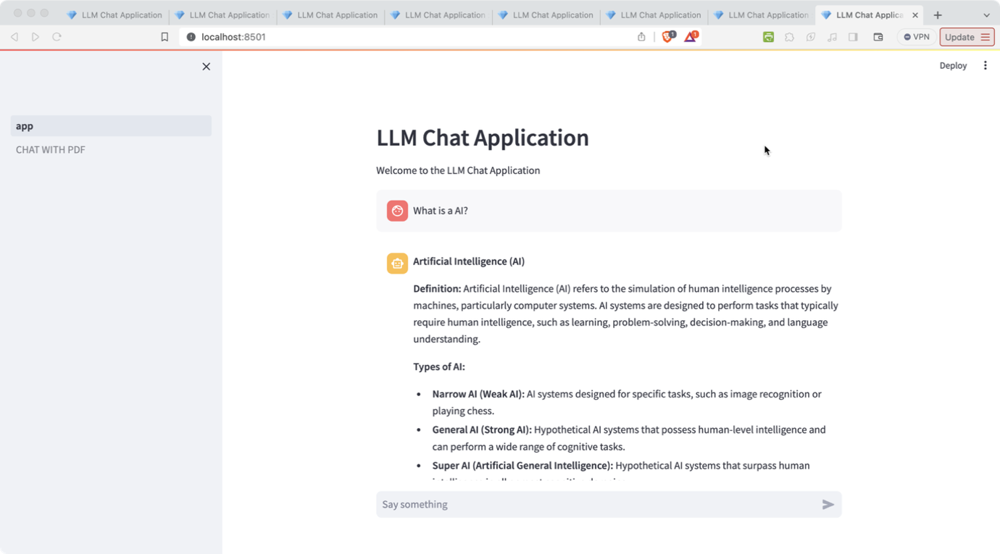 LLM Chat Application
LLM Chat Application
LLM Chat Application
LLM Chat Application
LLM Chat Application
LLM Chat Application
LLM Chat Application
LLM Chat Applica
localhost:8501
1
1
VPN
Update
Deploy
app
CHAT WITH PDF
LLM Chat Application
Welcome to the LLM Chat Application
What is a AI?
Artificial Intelligence (AI)
Definition: Artificial Intelligence (AI) refers to the simulation of human intelligence processes by
machines, particularly computer systems. AI systems are designed to perform tasks that typically
require human intelligence, such as learning, problem-solving, decision-making, and language
understanding.
Types of AI:
• Narrow AI (Weak AI): AI systems designed for specific tasks, such as image recognition or
playing chess.
• General AI (Strong AI): Hypothetical AI systems that possess human-level intelligence and
can perform a wide range of cognitive tasks.
• Super AI (Artificial General Intelligence): Hypothetical AI systems that surpass human
Say something